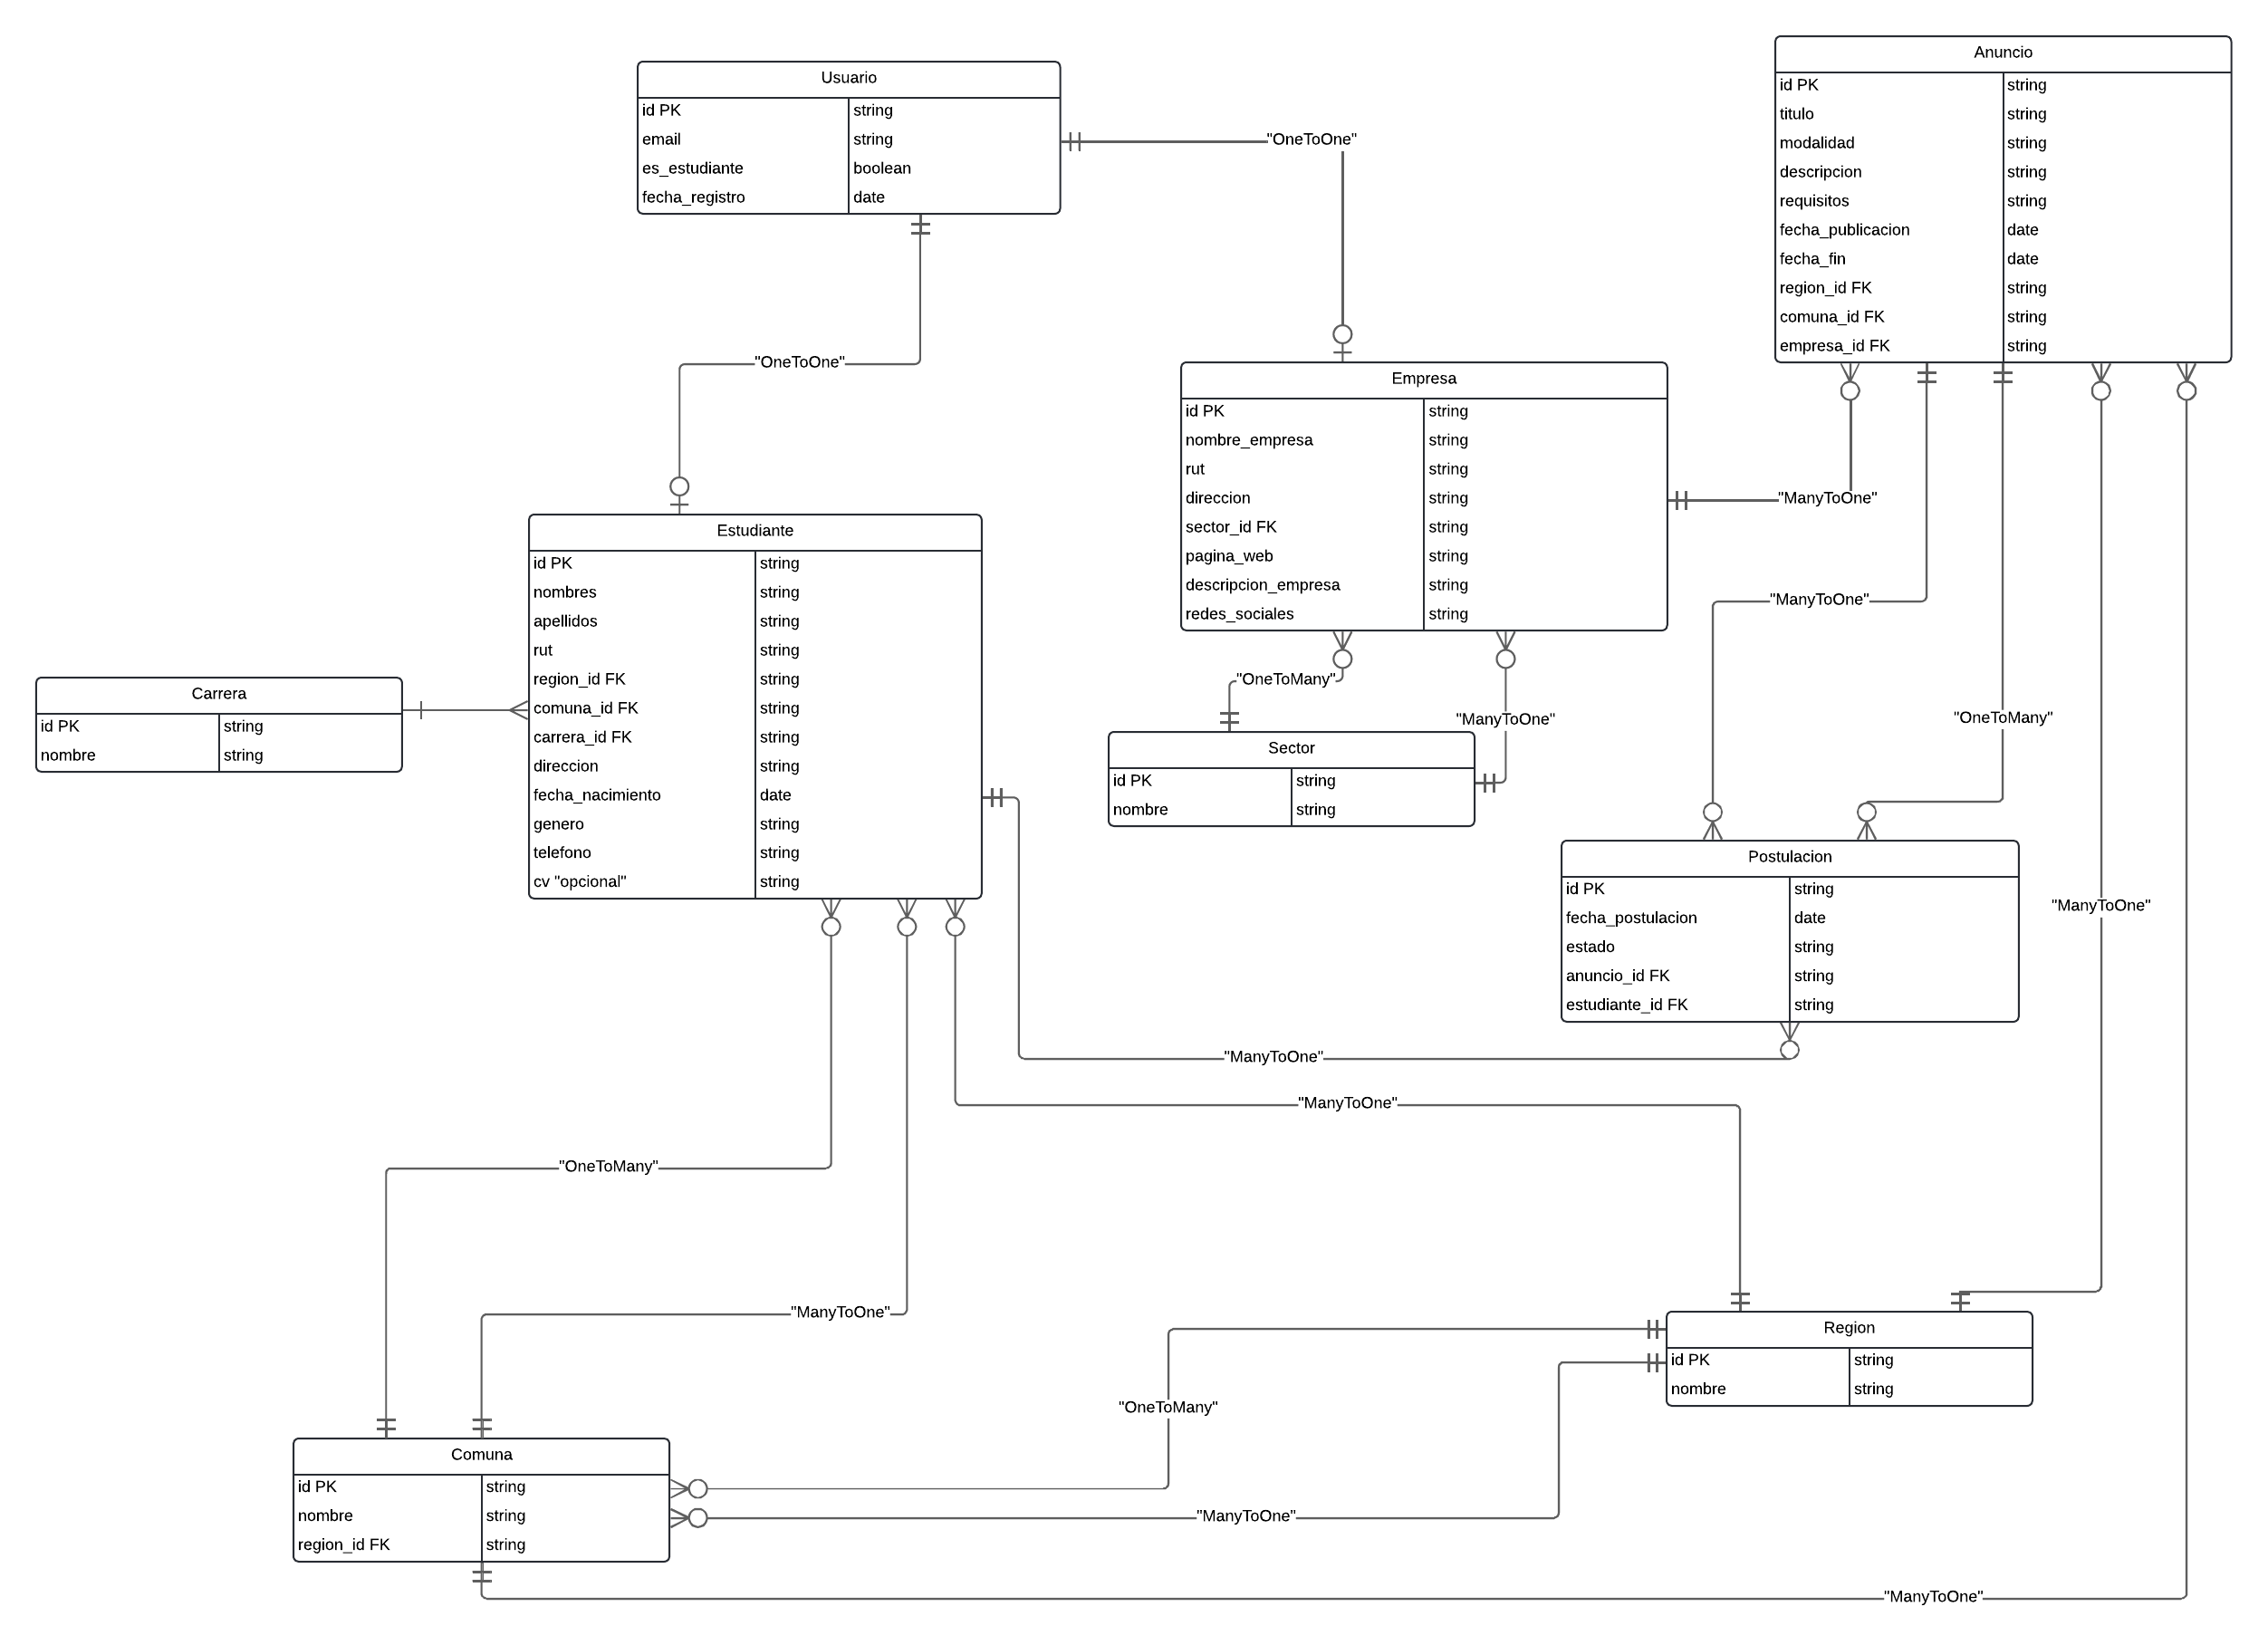 Usuario
id PK string
email string
es_estudiante boolean
fecha_registro date
"OneToOne"
"OneToOne"
Anuncio
id PK string
titulo string
modalidad string
descripcion string
requisitos string
fecha_publicacion date
fecha_fin date
region_id FK string
comuna_id FK string
empresa_id FK string
Empresa
id PK string
nombre_empresa string
rut string
direccion string
sector_id FK string
pagina_web string
descripcion_empresa string
redes_sociales string
"ManyToOne"
Estudiante
id PK string
nombres string
apellidos string
rut string
region_id FK string
comuna_id FK string
carrera_id FK string
direccion string
fecha_nacimiento date
genero string
telefono string
cv "opcional" string
Carrera
id PK string
nombre string
"OneToMany"
"ManyToOne"
Sector
id PK string
nombre string
"ManyToOne"
"OneToMany"
Postulacion
id PK string
fecha_postulacion date
estado string
anuncio_id FK string
estudiante_id FK string
"ManyToOne"
"ManyToOne"
"ManyToOne"
"OneToMany"
"ManyToOne"
Region
id PK string
nombre string
"OneToMany"
Comuna
id PK string
nombre string
region_id FK string
"ManyToOne"
"ManyToOne"